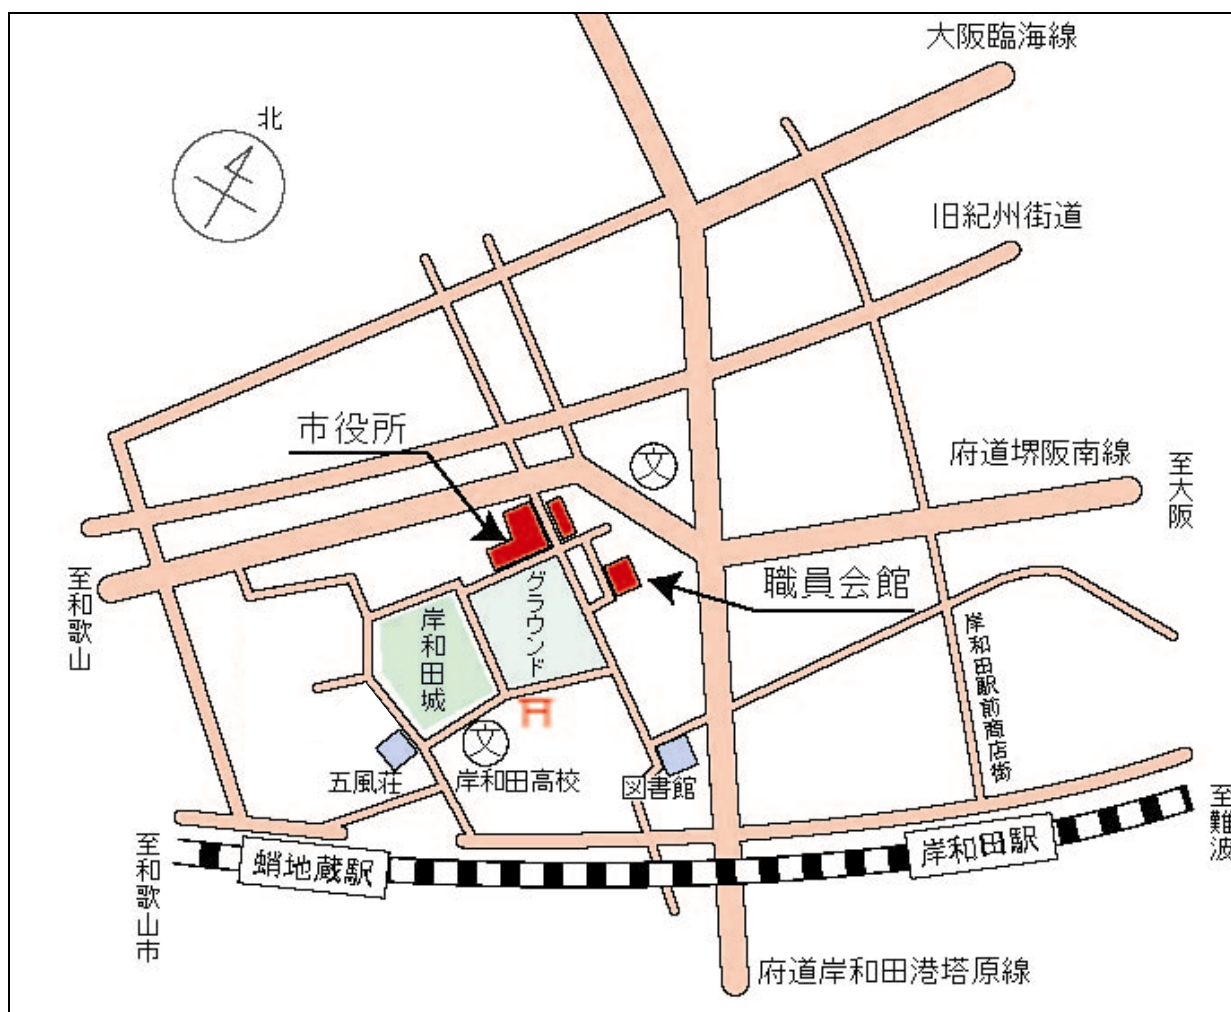 大阪臨海線
北
旧紀州街道
市役所
文
府道堺阪南線
至大阪
至和歌山
グラウンド
職員会館
岸和田城
岸和田駅前商店街
文
五風荘
岸和田高校
図書館
至難波
至和歌山市
蛸地蔵駅
岸和田駅
府道岸和田港塔原線